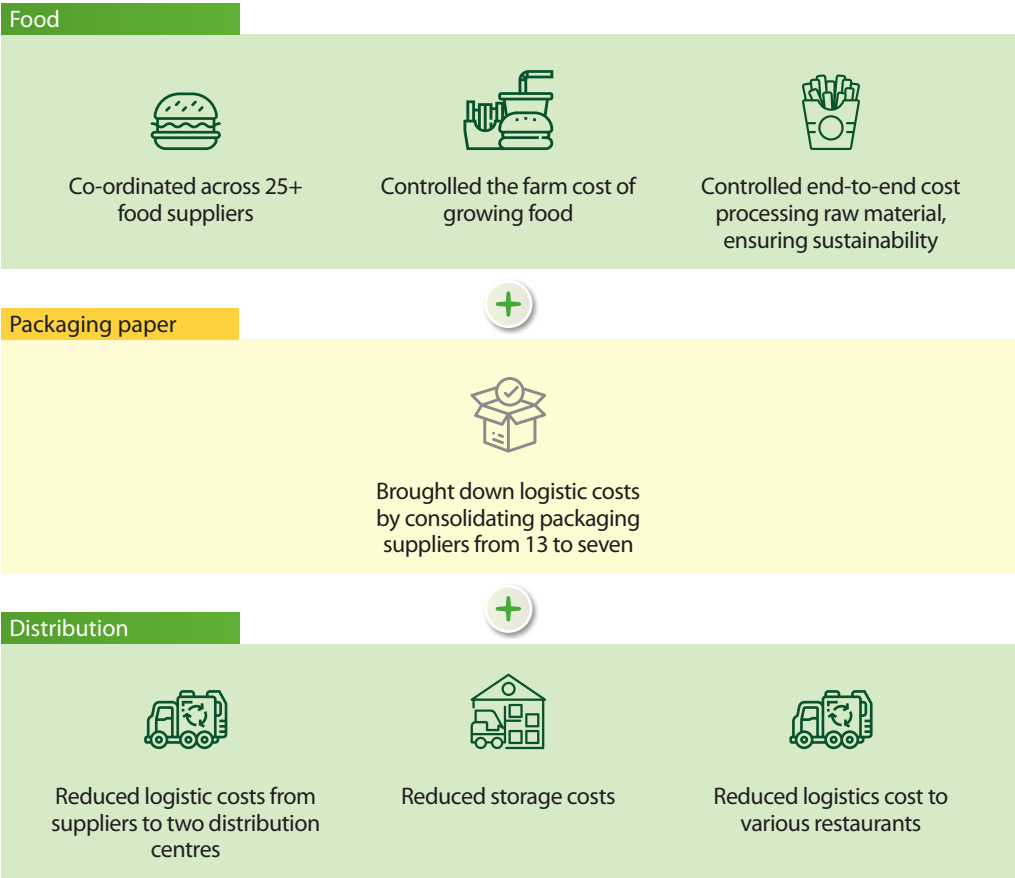 Food
Co-ordinated across 25+
food suppliers
Controlled the farm cost of
growing food
Controlled end-to-end cost
processing raw material,
ensuring sustainability
Packaging paper
Brought down logistic costs
by consolidating packaging
suppliers from 13 to seven
Distribution
Reduced logistic costs from
suppliers to two distribution
centres
Reduced storage costs
Reduced logistics cost to
various restaurants